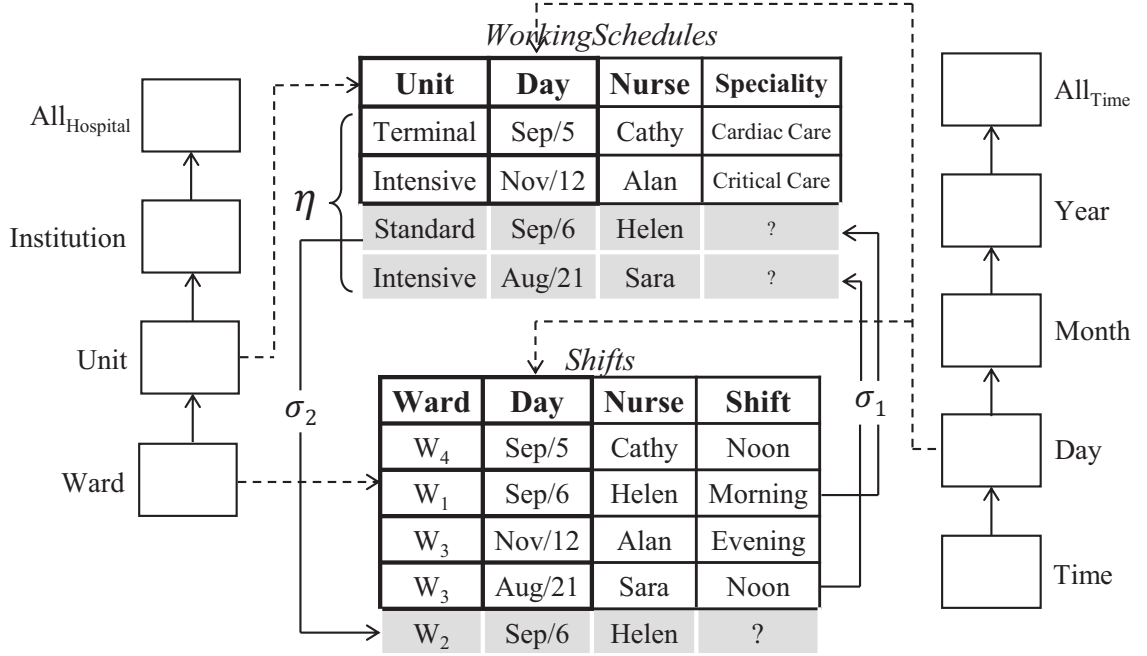 WorkingSchedules
Unit Day Nurse Speciality
Terminal Sep/5 Cathy Cardiac Care
Intensive Nov/12 Alan Critical Care
Standard Sep/6 Helen ?
Intensive Aug/21 Sara ?
η
All_Hospital
Institution
Unit
Ward
σ₂
Shifts
Ward Day Nurse Shift
W₄ Sep/5 Cathy Noon
W₁ Sep/6 Helen Morning
W₃ Nov/12 Alan Evening
W₃ Aug/21 Sara Noon
W₂ Sep/6 Helen ?
σ₁
All_Time
Year
Month
Day
Time